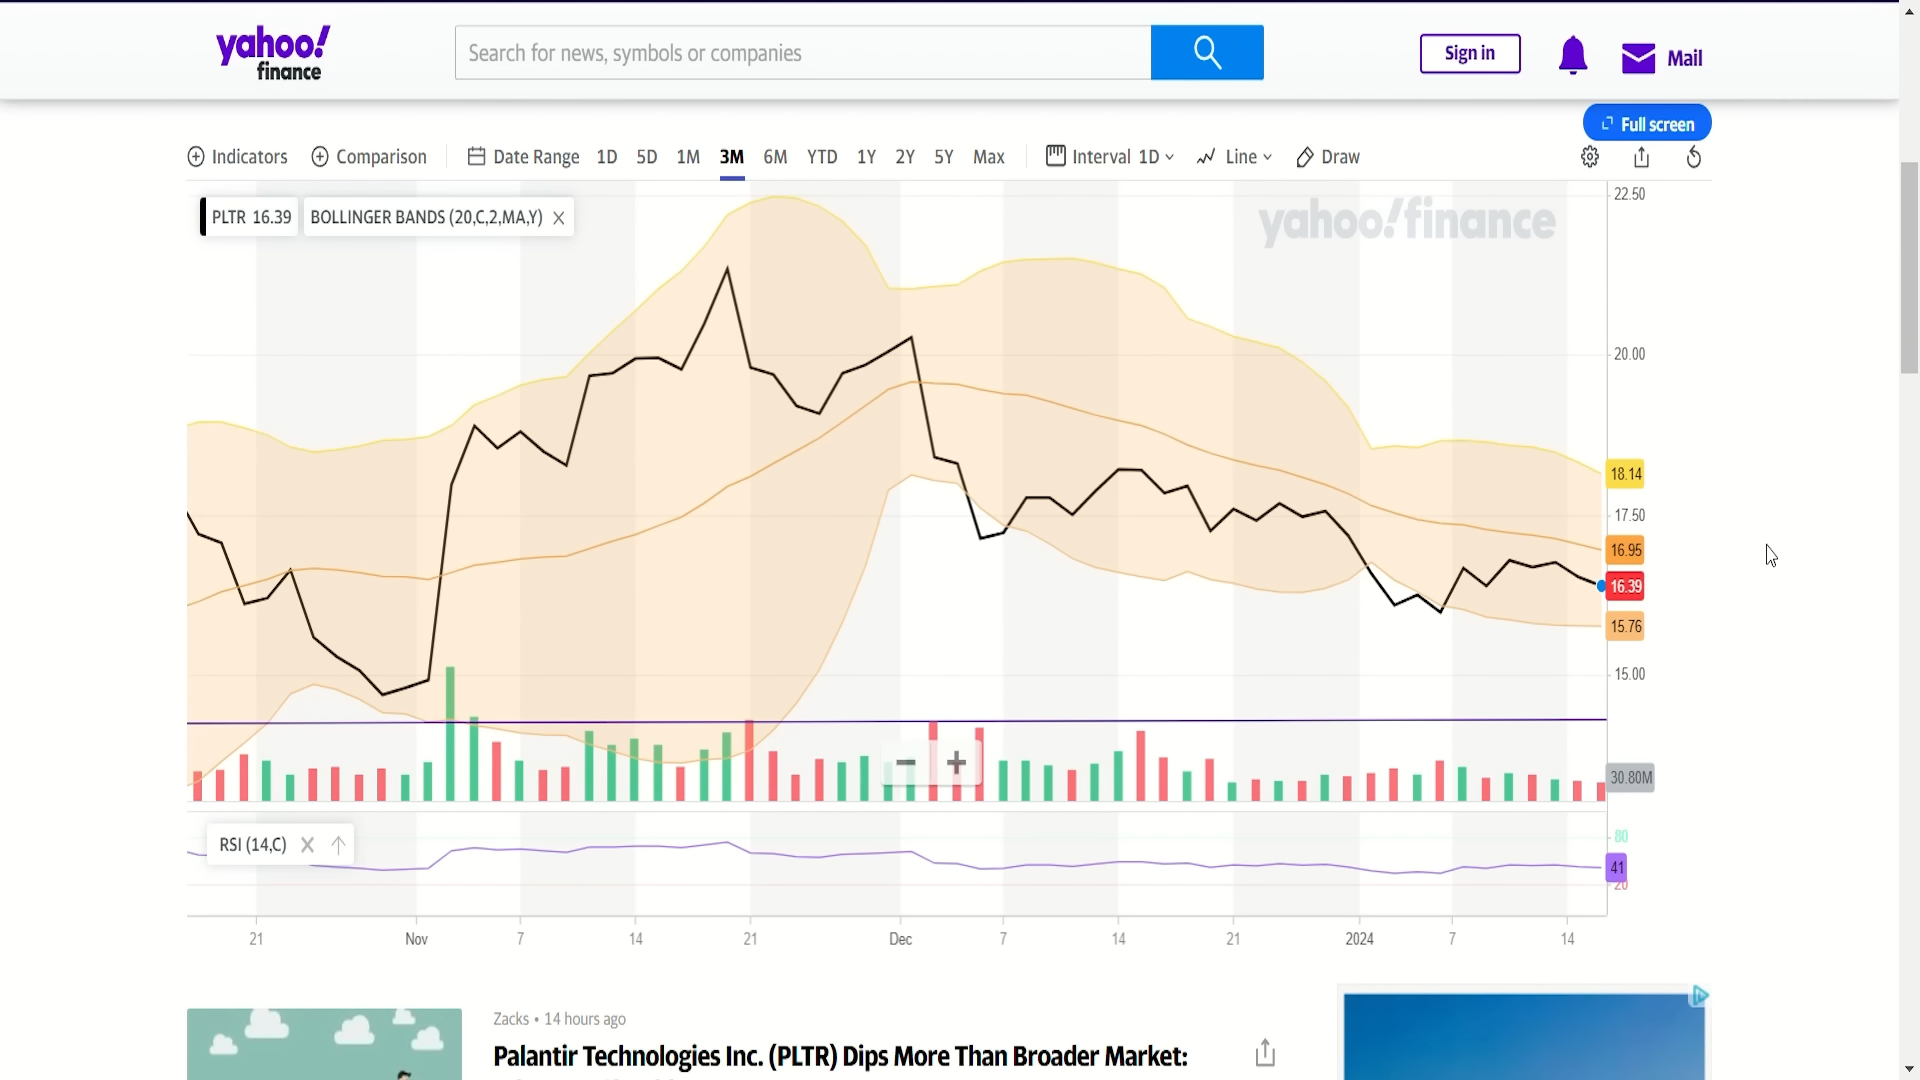 yahoo!
finance
Search for news, symbols or companies
Sign in
Mail
Full screen
Indicators
Comparison
Date Range
1D
5D
1M
3M
6M
YTD
1Y
2Y
5Y
Max
Interval 1D
Line
Draw
PLTR 16.39
BOLLINGER BANDS (20,C,2,MA,Y)
yahoo!finance
22.50
20.00
18.14
17.50
16.95
16.39
15.76
15.00
30.80M
RSI (14,C)
80
41
20
21
Nov
7
14
21
Dec
7
14
21
2024
7
14
Zacks • 14 hours ago
Palantir Technologies Inc. (PLTR) Dips More Than Broader Market: